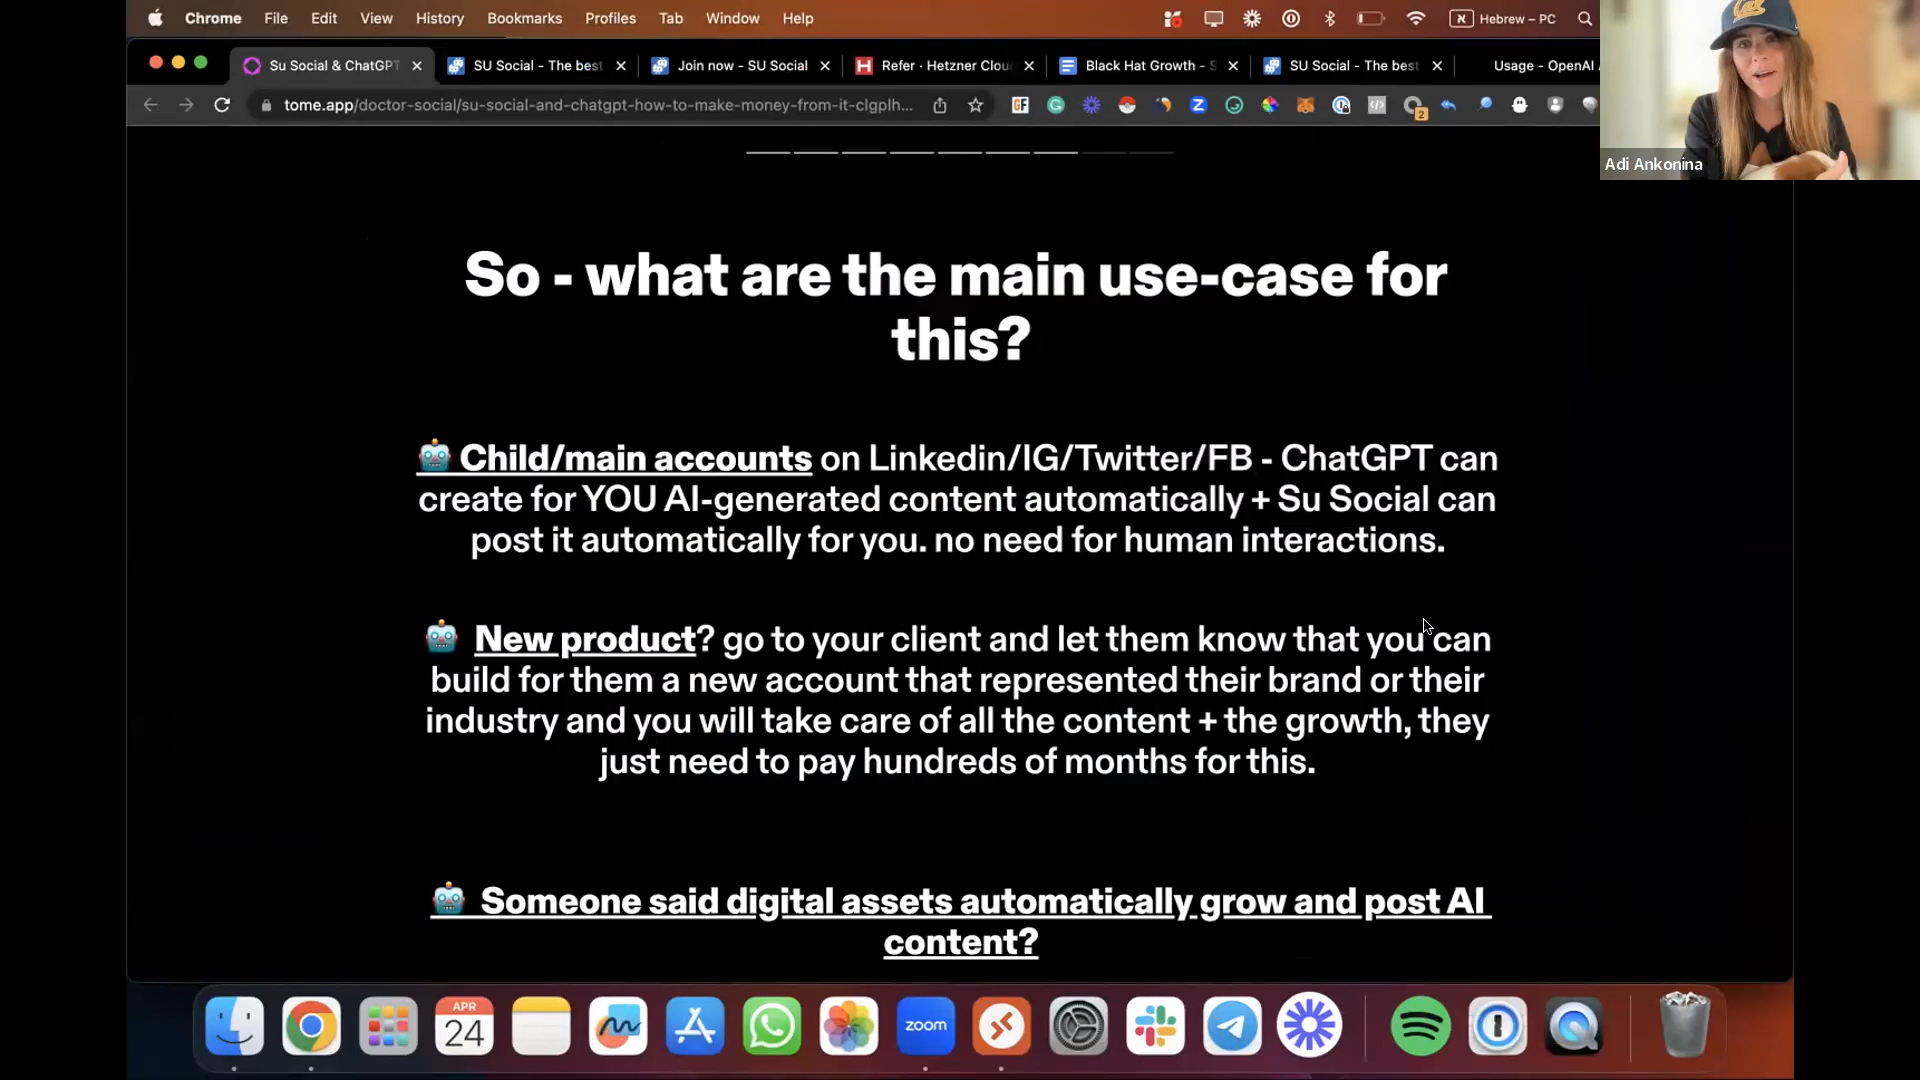 Chrome File Edit View History Bookmarks Profiles Tab Window Help Hebrew – PC
Su Social & ChatGPT SU Social - The best Join now - SU Social Refer · Hetzner Clou Black Hat Growth - S SU Social - The best Usage - OpenAI
tome.app/doctor-social/su-social-and-chatgpt-how-to-make-money-from-it-clgplh... GF Z 2
Cal
Adi Ankonina
So - what are the main use-case for
this?
🤖 Child/main accounts on Linkedin/IG/Twitter/FB - ChatGPT can
create for YOU AI-generated content automatically + Su Social can
post it automatically for you. no need for human interactions.
🤖 New product? go to your client and let them know that you can
build for them a new account that represented their brand or their
industry and you will take care of all the content + the growth, they
just need to pay hundreds of months for this.
🤖 Someone said digital assets automatically grow and post AI
content?
APR
24
zoom